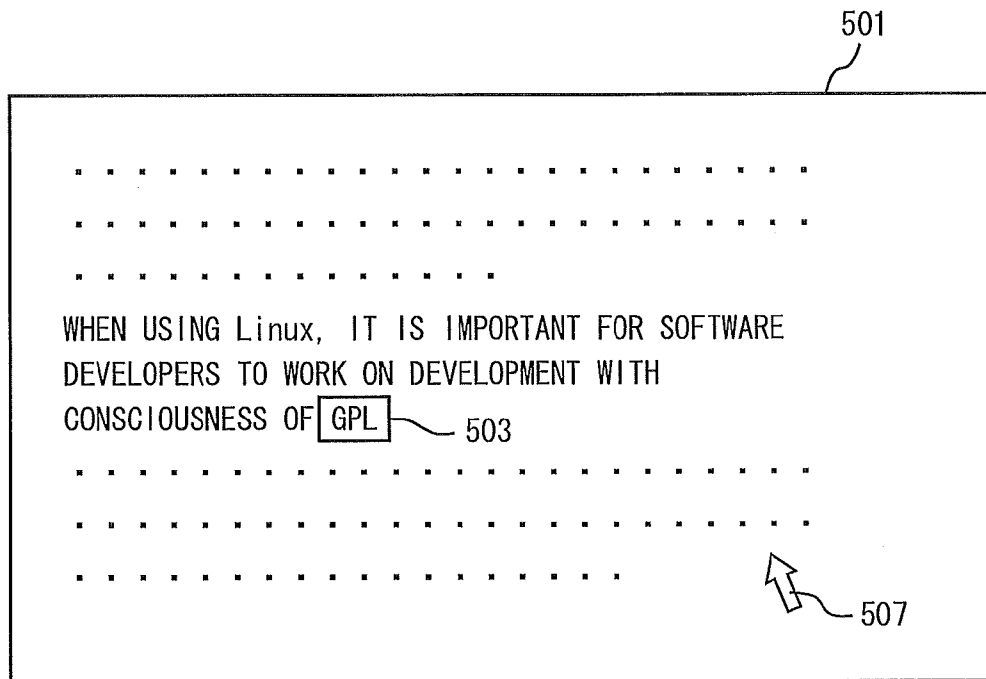 501
WHEN USING Linux, IT IS IMPORTANT FOR SOFTWARE
DEVELOPERS TO WORK ON DEVELOPMENT WITH
CONSCIOUSNESS OF GPL 503
507